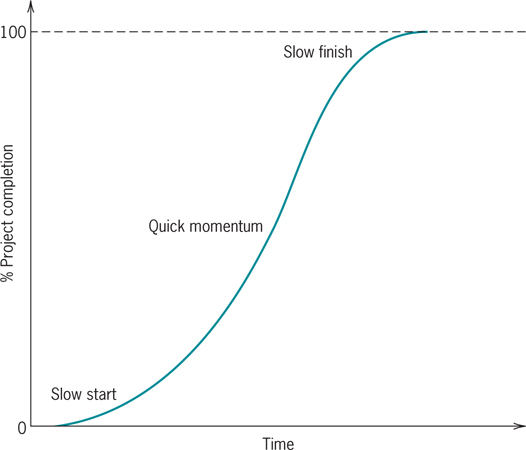 100
Slow finish
% Project completion
Quick momentum
Slow start
0
Time